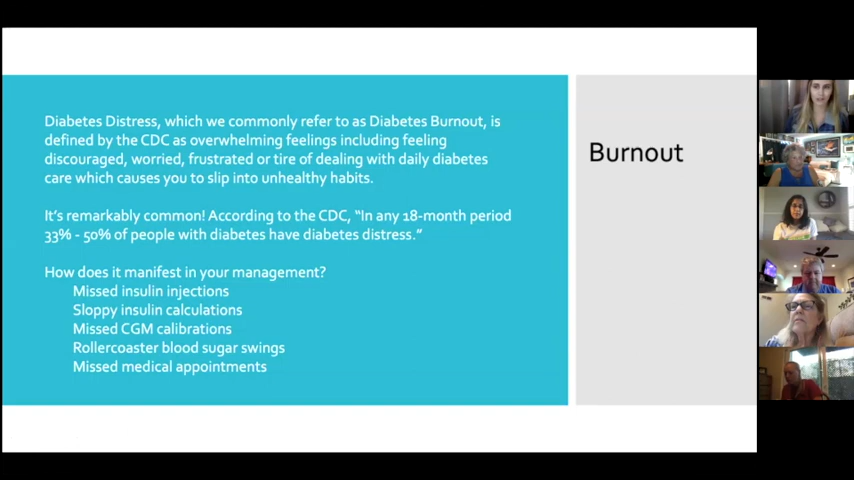 Diabetes Distress, which we commonly refer to as Diabetes Burnout, is
defined by the CDC as overwhelming feelings including feeling
discouraged, worried, frustrated or tire of dealing with daily diabetes
care which causes you to slip into unhealthy habits.
It's remarkably common! According to the CDC, "In any 18-month period
33% - 50% of people with diabetes have diabetes distress."
How does it manifest in your management?
Missed insulin injections
Sloppy insulin calculations
Missed CGM calibrations
Rollercoaster blood sugar swings
Missed medical appointments
Burnout